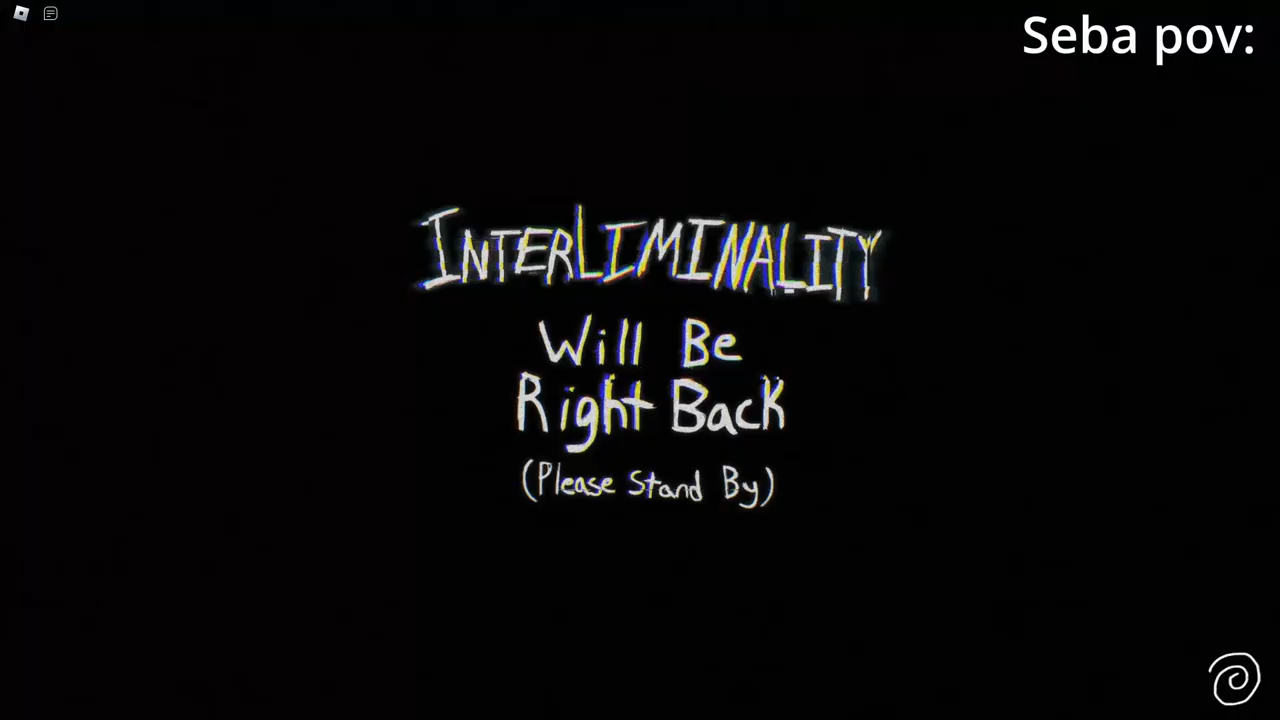 Seba pov:
INTERLIMINALITY
Will Be
Right Back
(Please Stand By)